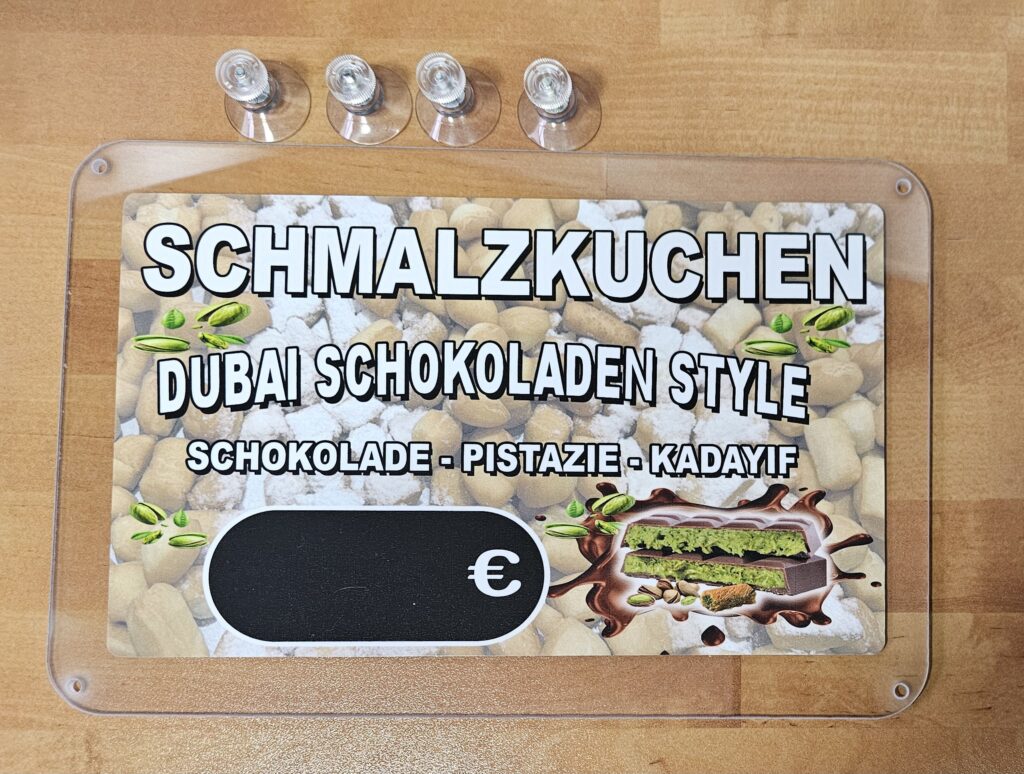 SCHMALZKUCHEN
DUBAI SCHOKOLADEN STYLE
SCHOKOLADE - PISTAZIE - KADAYIF
€